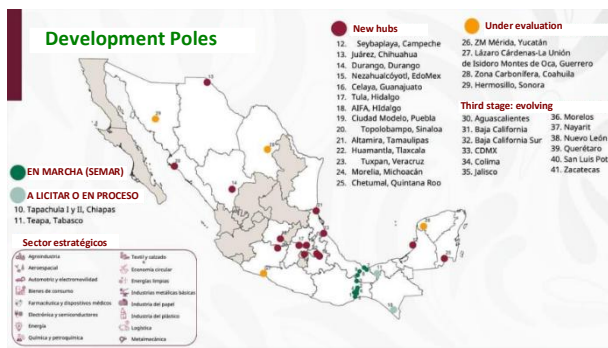 Development Poles
New hubs
12. Seybaplaya, Campeche
13. Juárez, Chihuahua
14. Durango, Durango
15. Nezahualcóyotl, EdoMex
16. Celaya, Guanajuato
17. Tula, Hidalgo
18. AIFA, Hidalgo
19. Ciudad Modelo, Puebla
20. Topolobampo, Sinaloa
21. Altamira, Tamaulipas
22. Huamantla, Tlaxcala
23. Tuxpan, Veracruz
24. Morelia, Michoacán
25. Chetumal, Quintana Roo
Under evaluation
26. ZM Mérida, Yucatán
27. Lázaro Cárdenas-La Unión
de Isidoro Montes de Oca, Guerrero
28. Zona Carbonífera, Coahuila
29. Hermosillo, Sonora
Third stage: evolving
30. Aguascalientes
31. Baja California
32. Baja California Sur
33. CDMX
34. Colima
35. Jalisco
36. Morelos
37. Nayarit
38. Nuevo León
39. Querétaro
40. San Luis Pot
41. Zacatecas
EN MARCHA (SEMAR)
A LICITAR O EN PROCESO
10. Tapachula I y II, Chiapas
11. Teapa, Tabasco
Sector estratégicos
Agroindustria
Aeroespacial
Automotriz y electromovilidad
Bienes de consumo
Farmacéutica y dispositivos médicos
Electrónica y semiconductores
Energía
Química y petroquímica
Textil y calzado
Economía circular
Energías limpias
Industrias metálicas básicas
Industria del papel
Industria del plástico
Logística
Metalmecánica